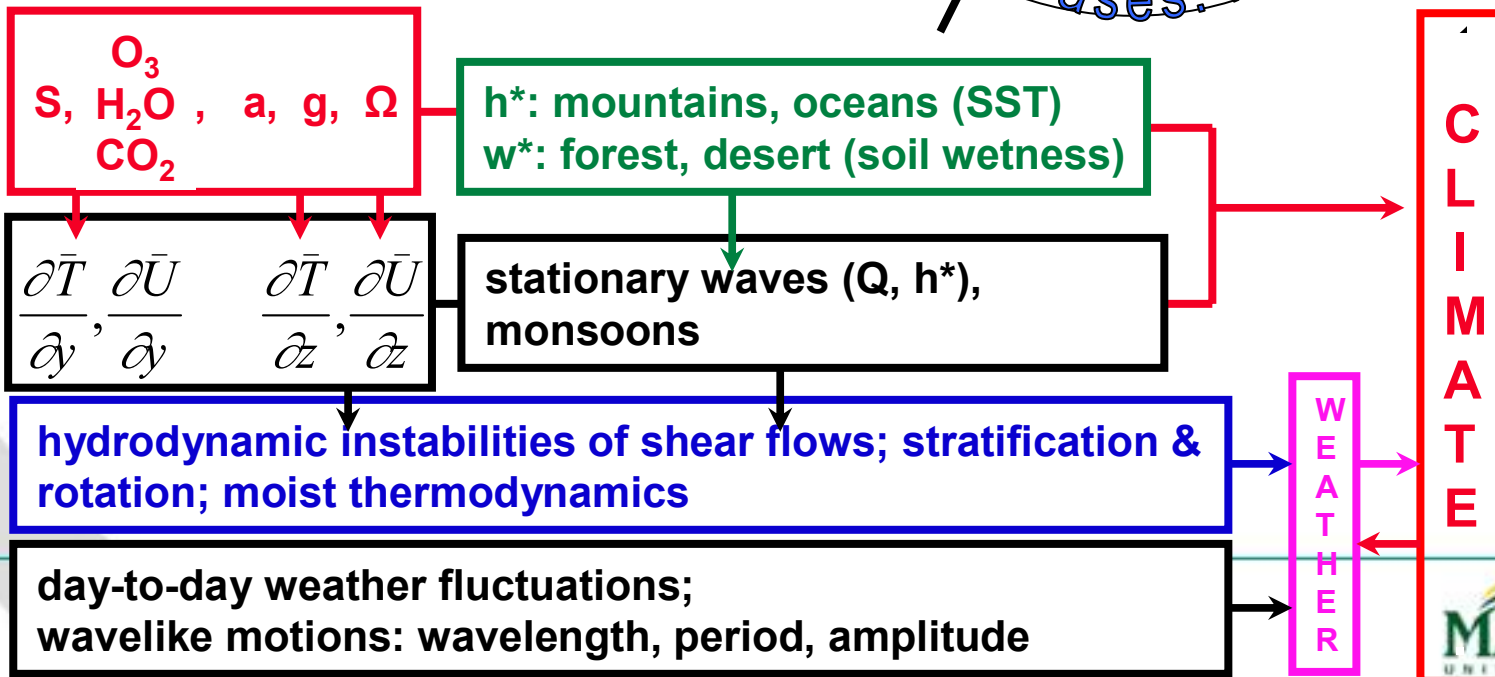 uses.
O₃
S, H₂O , a, g, Ω
CO₂
h*: mountains, oceans (SST)
w*: forest, desert (soil wetness)
∂T̄/∂y, ∂Ū/∂y ∂T̄/∂z, ∂Ū/∂z
stationary waves (Q, h*),
monsoons
hydrodynamic instabilities of shear flows; stratification &
rotation; moist thermodynamics
day-to-day weather fluctuations;
wavelike motions: wavelength, period, amplitude
WEATHER
CLIMATE